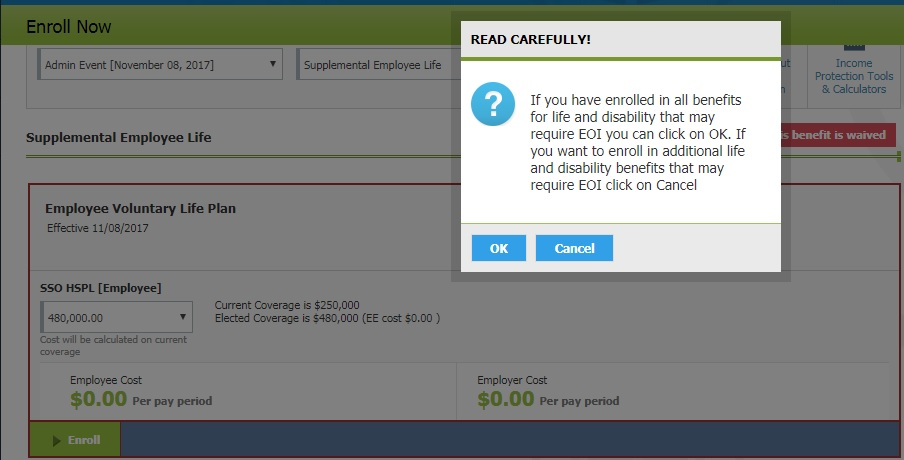 Enroll Now
READ CAREFULLY!
Admin Event [November 08, 2017]
Supplemental Employee Life
Income
Protection Tools
& Calculators
?
If you have enrolled in all benefits
for life and disability that may
require EOI you can click on OK. If
you want to enroll in additional life
and disability benefits that may
require EOI click on Cancel
OK Cancel
Supplemental Employee Life
benefit is waived
Employee Voluntary Life Plan
Effective 11/08/2017
SSO HSPL [Employee]
480,000.00
Current Coverage is $250,000
Elected Coverage is $480,000 (EE cost $0.00 )
Cost will be calculated on current
coverage
Employee Cost
$0.00 Per pay period
Employer Cost
$0.00 Per pay period
Enroll